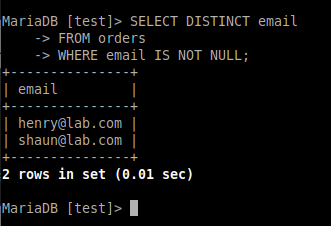 MariaDB [test]> SELECT DISTINCT email
    -> FROM orders
    -> WHERE email IS NOT NULL;
+---------------+
| email         |
+---------------+
| henry@lab.com |
| shaun@lab.com |
+---------------+
2 rows in set (0.01 sec)
MariaDB [test]>